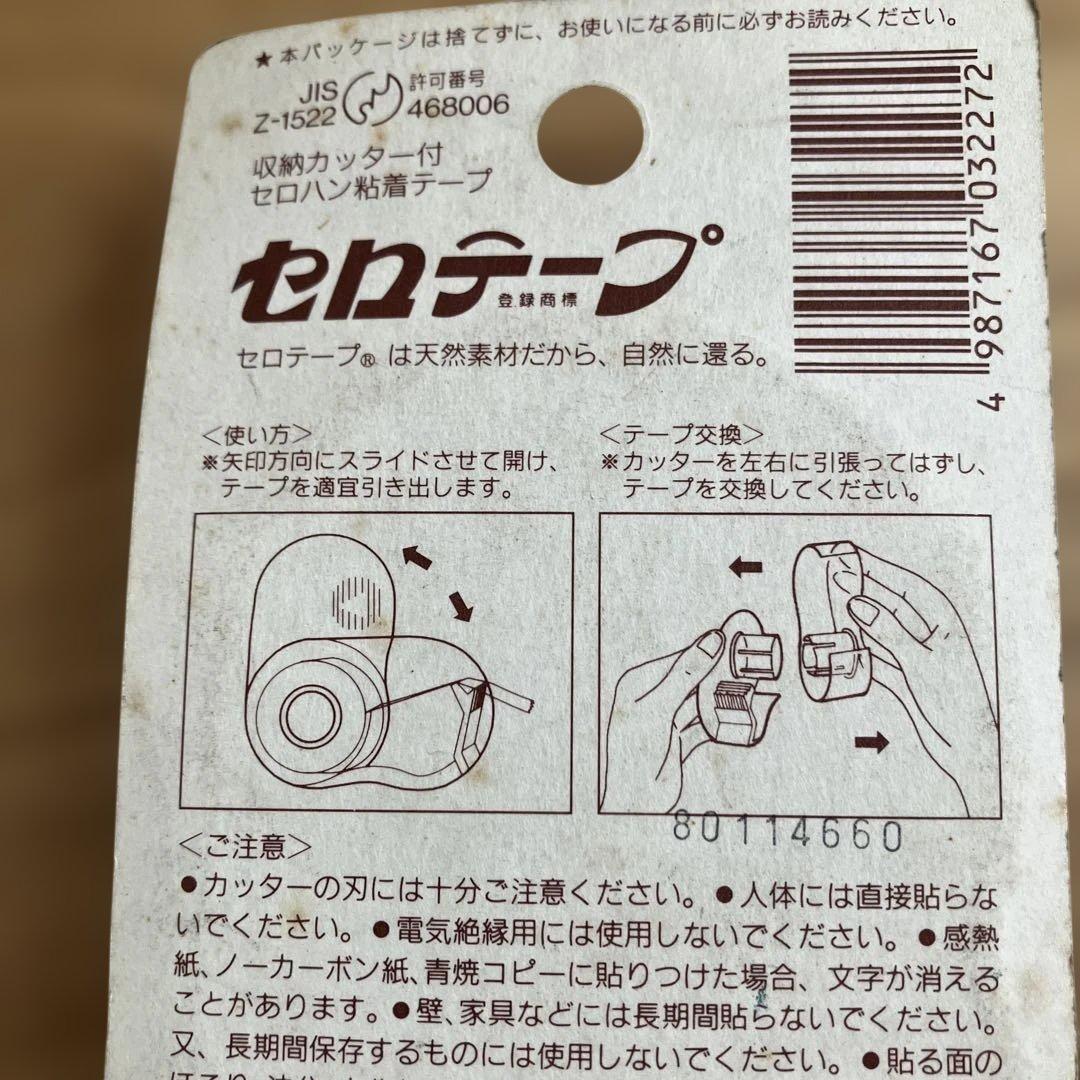 ★本パッケージは捨てずに、お使いになる前に必ずお読みください。
JIS
Z-1522
許可番号
468006
収納カッター付
セロハン粘着テープ
セロテープ®
登録商標
セロテープ® は天然素材だから、自然に還る。
4 987167 032272
＜使い方＞
※矢印方向にスライドさせて開け、
テープを適宜引き出します。
＜テープ交換＞
※カッターを左右に引張ってはずし、
テープを交換してください。
80114660
＜ご注意＞
●カッターの刃には十分ご注意ください。●人体には直接貼らな
いでください。●電気絶縁用には使用しないでください。●感熱
紙、ノーカーボン紙、青焼コピーに貼りつけた場合、文字が消える
ことがあります。●壁、家具などには長期間貼らないでください。
又、長期間保存するものには使用しないでください。●貼る面の